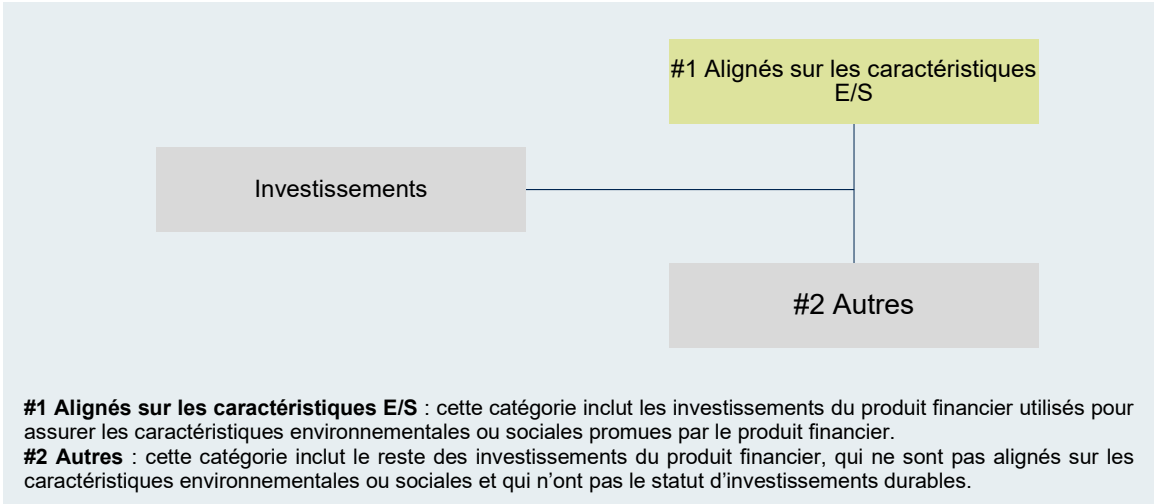 #1 Alignés sur les caractéristiques
E/S
Investissements
#2 Autres
#1 Alignés sur les caractéristiques E/S : cette catégorie inclut les investissements du produit financier utilisés pour
assurer les caractéristiques environnementales ou sociales promues par le produit financier.
#2 Autres : cette catégorie inclut le reste des investissements du produit financier, qui ne sont pas alignés sur les
caractéristiques environnementales ou sociales et qui n’ont pas le statut d’investissements durables.